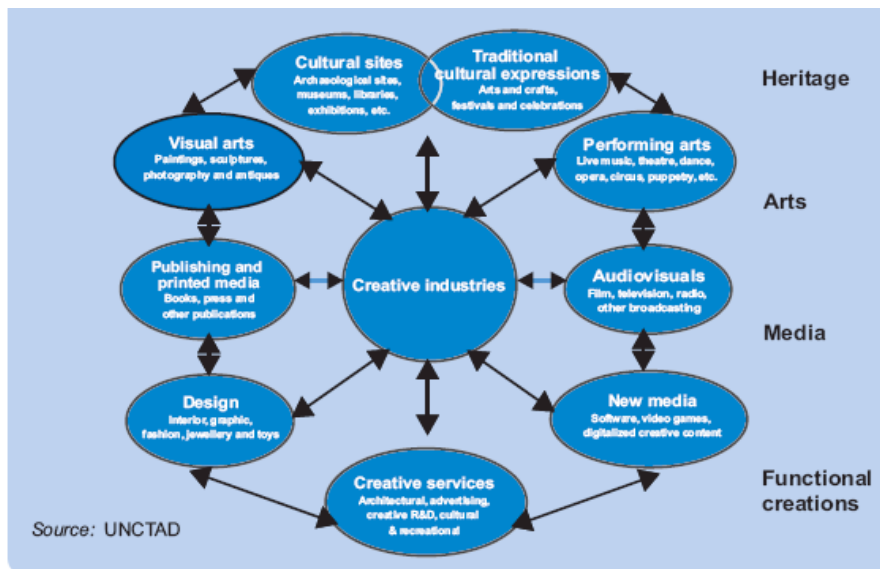 Cultural sites
Archaeological sites,
museums, libraries,
exhibitions, etc.
Traditional
cultural expressions
Arts and crafts,
festivals and celebrations
Heritage
Visual arts
Paintings, sculptures,
photography and antiques
Performing arts
Live music, theatre, dance,
opera, circus, puppetry, etc.
Arts
Publishing and
printed media
Books, press and
other publications
Creative industries
Audiovisuals
Film, television, radio,
other broadcasting
Media
Design
Interior, graphic,
fashion, jewellery and toys
New media
Software, video games,
digitalized creative content
Creative services
Architectural, advertising,
creative R&D, cultural
& recreational
Functional
creations
Source: UNCTAD